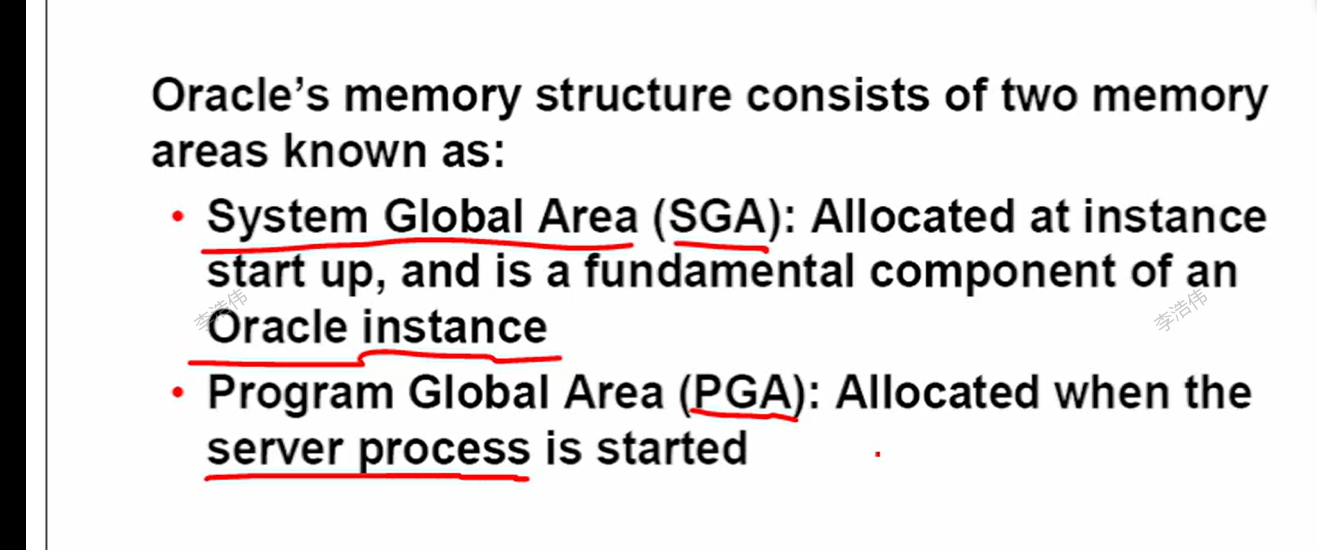 Oracle’s memory structure consists of two memory
areas known as:
• System Global Area (SGA): Allocated at instance
start up, and is a fundamental component of an
Oracle instance
• Program Global Area (PGA): Allocated when the
server process is started
李浩伟
李浩伟